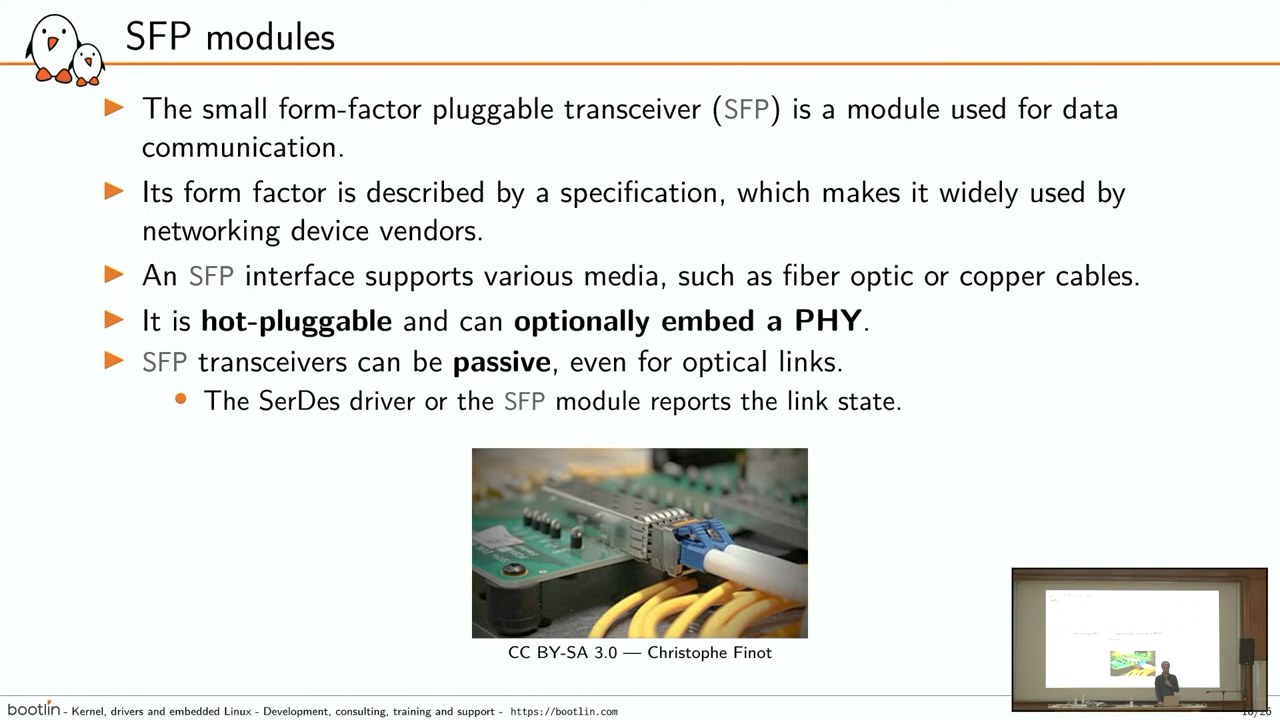 SFP modules
The small form-factor pluggable transceiver (SFP) is a module used for data
communication.
Its form factor is described by a specification, which makes it widely used by
networking device vendors.
An SFP interface supports various media, such as fiber optic or copper cables.
It is hot-pluggable and can optionally embed a PHY.
SFP transceivers can be passive, even for optical links.
The SerDes driver or the SFP module reports the link state.
CC BY-SA 3.0 — Christophe Finot
bootlin - Kernel, drivers and embedded Linux - Development, consulting, training and support - https://bootlin.com